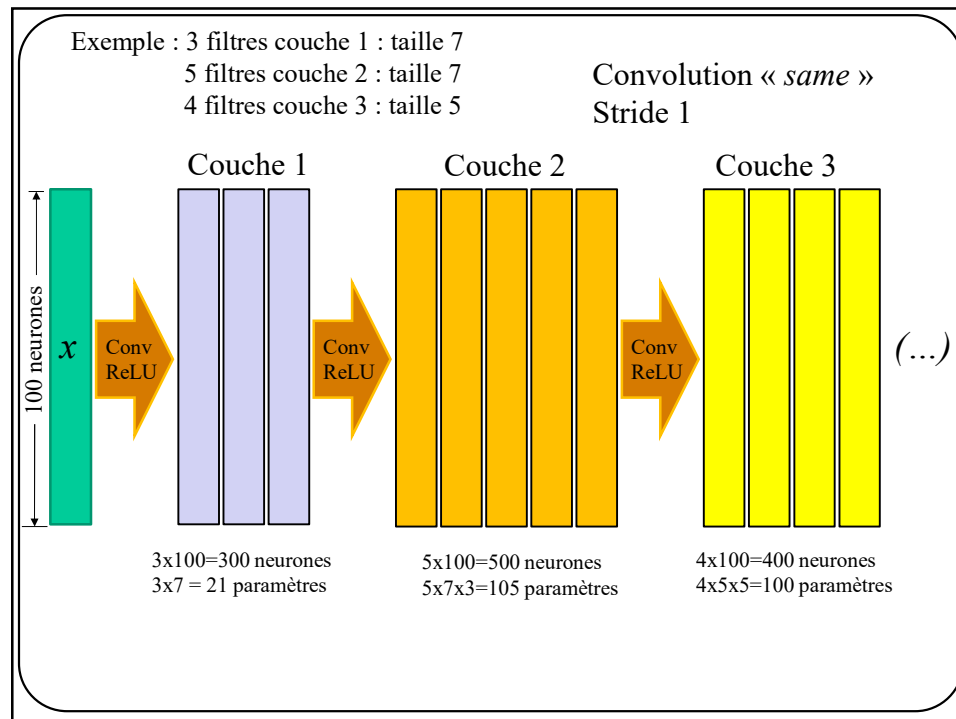 Exemple : 3 filtres couche 1 : taille 7
5 filtres couche 2 : taille 7
4 filtres couche 3 : taille 5
Convolution « same »
Stride 1
Couche 1
Couche 2
Couche 3
100 neurones
x
Conv
ReLU
Conv
ReLU
Conv
ReLU
(...)
3x100=300 neurones
3x7 = 21 paramètres
5x100=500 neurones
5x7x3=105 paramètres
4x100=400 neurones
4x5x5=100 paramètres